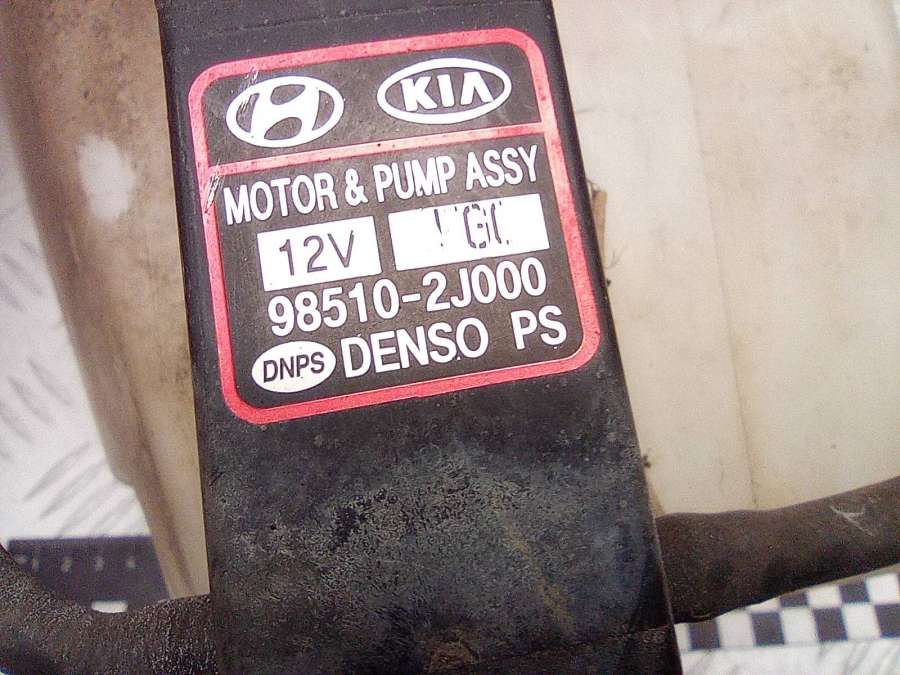 KIA
MOTOR & PUMP ASSY
12V
98510-2J000
DNPS DENSO PS